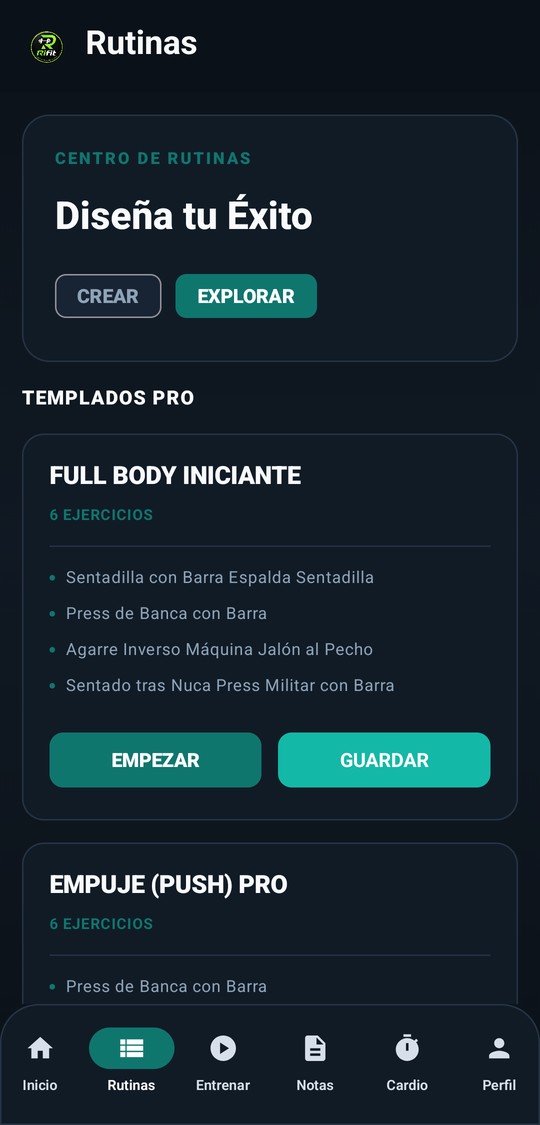 Rifit
Rutinas
CENTRO DE RUTINAS
Diseña tu Éxito
CREAR
EXPLORAR
TEMPLADOS PRO
FULL BODY INICIANTE
6 EJERCICIOS
Sentadilla con Barra Espalda Sentadilla
Press de Banca con Barra
Agarre Inverso Máquina Jalón al Pecho
Sentado tras Nuca Press Militar con Barra
EMPEZAR
GUARDAR
EMPUJE (PUSH) PRO
6 EJERCICIOS
Press de Banca con Barra
Inicio
Rutinas
Entrenar
Notas
Cardio
Perfil